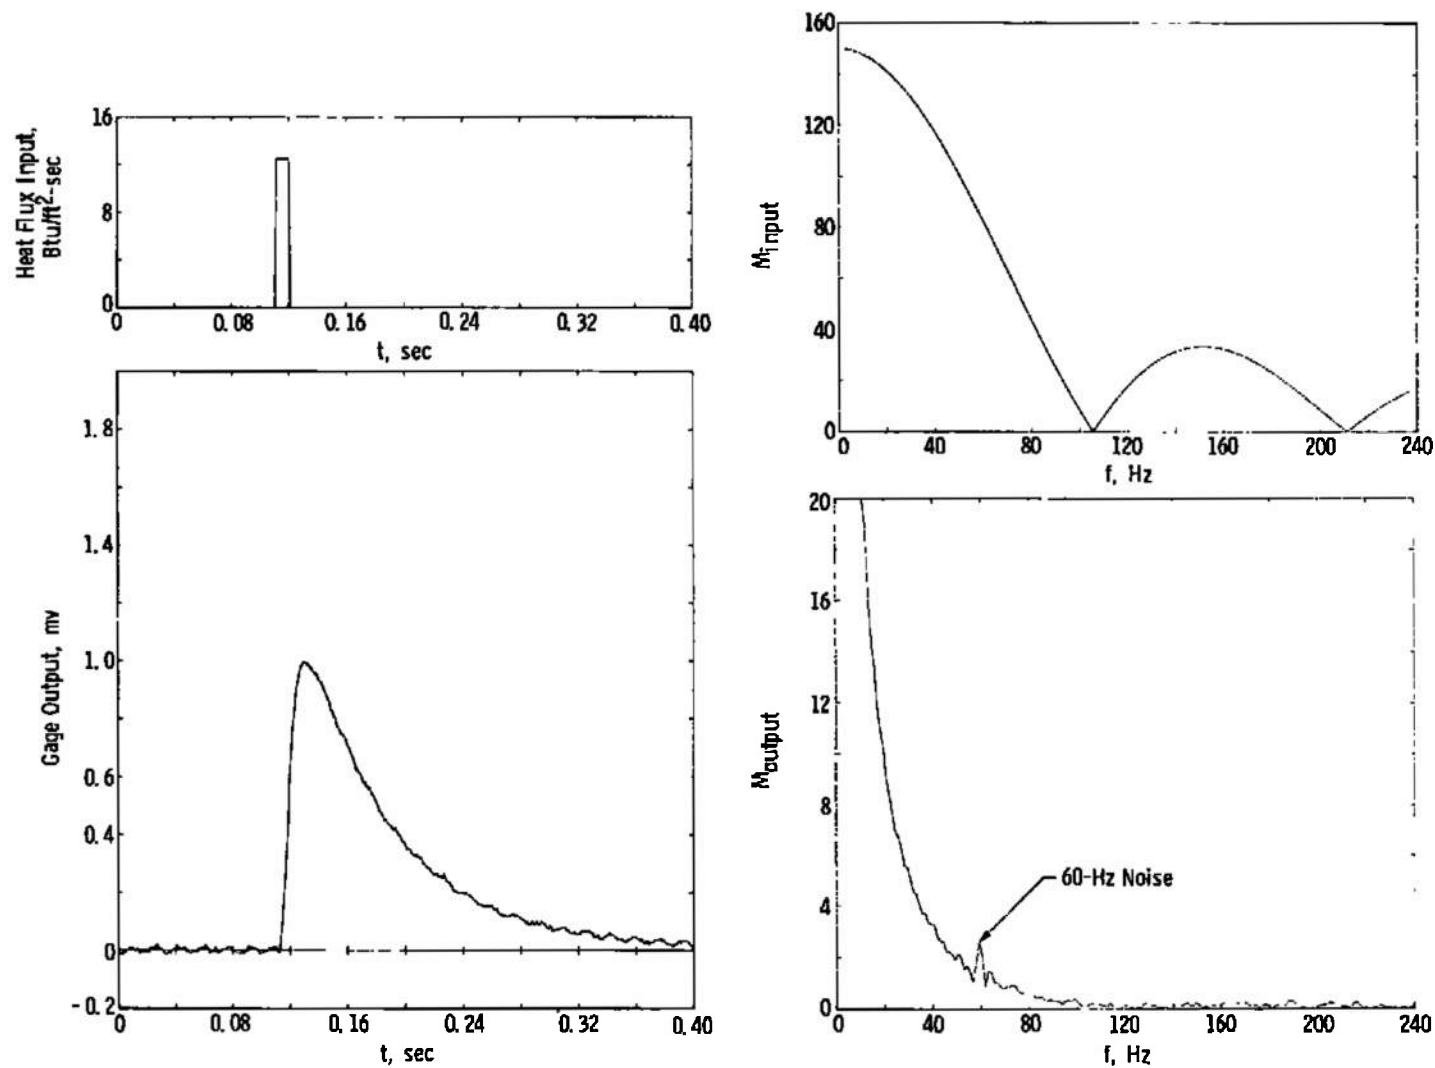 Heat Flux Input,
Btu/ft2-sec
16
8
0
0 0.08 0.16 0.24 0.32 0.40
t, sec
Gage Output, mv
1.8
1.4
1.0
0.6
0.4
0
-0.2
0 0.08 0.16 0.24 0.32 0.40
t, sec
Minput
160
120
80
40
0
0 40 80 120 160 200 240
f, Hz
Moutput
20
16
12
8
4
0
60-Hz Noise
0 40 80 120 160 200 240
f, Hz